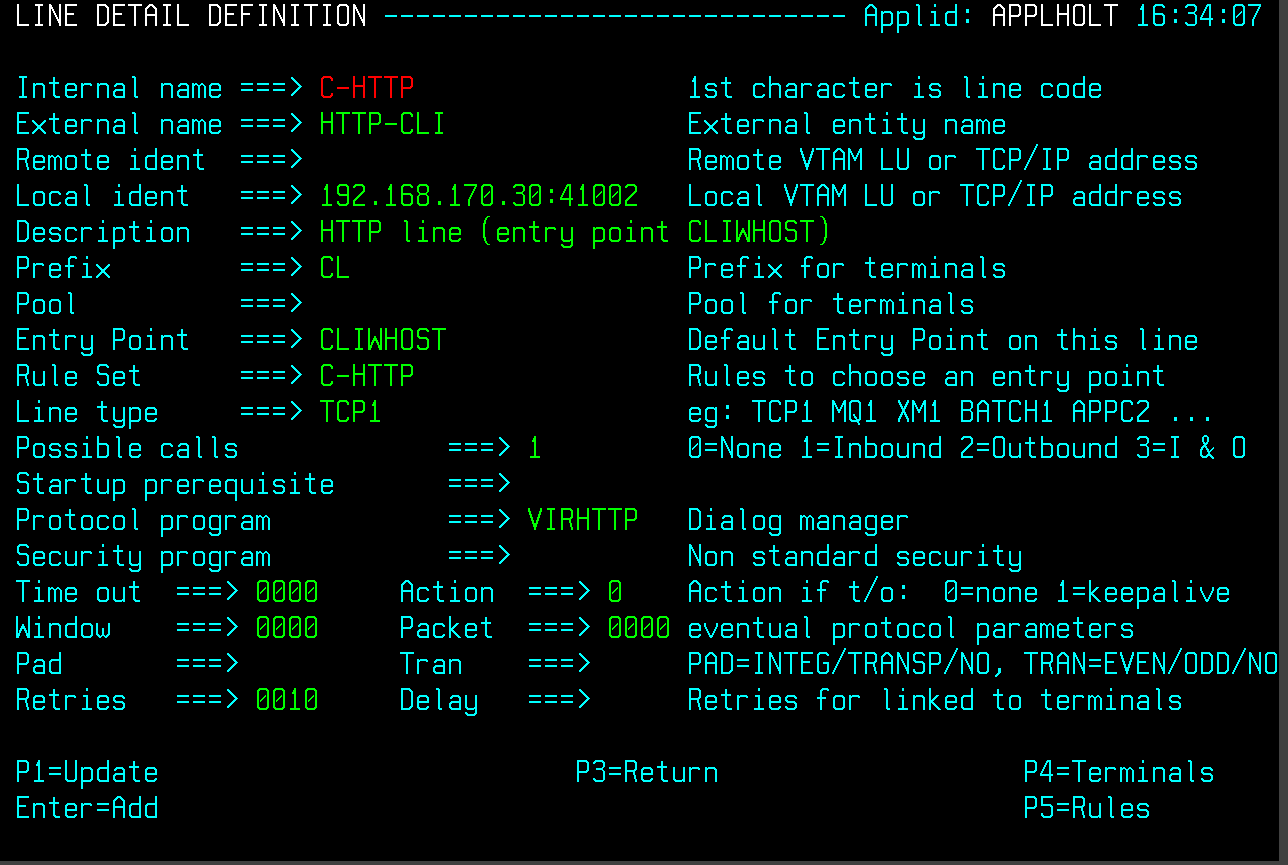 LINE DETAIL DEFINITION ----------------------------- Applid: APPLHOLT 16:34:07
Internal name ===> C-HTTP                 1st character is line code
External name ===> HTTP-CLI               External entity name
Remote ident  ===>                        Remote VTAM LU or TCP/IP address
Local ident   ===> 192.168.170.30:41002   Local VTAM LU or TCP/IP address
Description   ===> HTTP line (entry point CLIWHOST)
Prefix        ===> CL                     Prefix for terminals
Pool          ===>                        Pool for terminals
Entry Point   ===> CLIWHOST               Default Entry Point on this line
Rule Set      ===> C-HTTP                 Rules to choose an entry point
Line type     ===> TCP1                   eg: TCP1 MQ1 XM1 BATCH1 APPC2 ...
Possible calls             ===> 1         0=None 1=Inbound 2=Outbound 3=I & O
Startup prerequisite       ===>
Protocol program           ===> VIRHTTP   Dialog manager
Security program           ===>           Non standard security
Time out  ===> 0000     Action  ===> 0    Action if t/o:  0=none 1=keepalive
Window    ===> 0000     Packet  ===> 0000 eventual protocol parameters
Pad       ===>          Tran    ===>      PAD=INTEG/TRANSP/NO, TRAN=EVEN/ODD/NO
Retries   ===> 0010     Delay   ===>      Retries for linked to terminals
P1=Update                          P3=Return                   P4=Terminals
Enter=Add                                                      P5=Rules